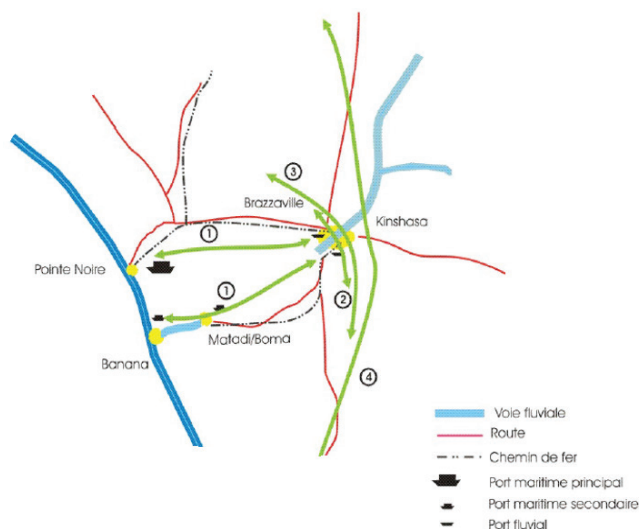 ③
Brazzaville
Kinshasa
①
Pointe Noire
①
②
Matadi/Boma
Banana
④
Voie fluviale
Route
Chemin de fer
Port maritime principal
Port maritime secondaire
Port fluvial